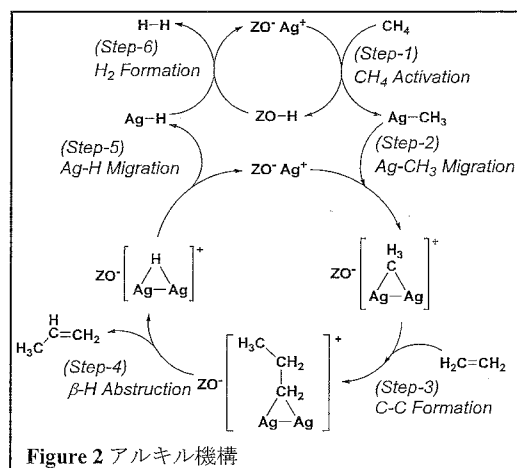 H-H
ZO⁻ Ag⁺
CH₄
(Step-6)
H₂ Formation
(Step-1)
CH₄ Activation
Ag-H
ZO-H
Ag-CH₃
(Step-5)
Ag-H Migration
(Step-2)
Ag-CH₃ Migration
ZO⁻ Ag⁺
ZO⁻ [ H Ag-Ag ]⁺
ZO⁻ [ H₃ C Ag-Ag ]⁺
H
H₃C C=CH₂
(Step-4)
β-H Abstruction
ZO⁻ [ H₃C CH₂ CH₂ Ag-Ag ]⁺
H₂C=CH₂
(Step-3)
C-C Formation
Figure 2 アルキル機構